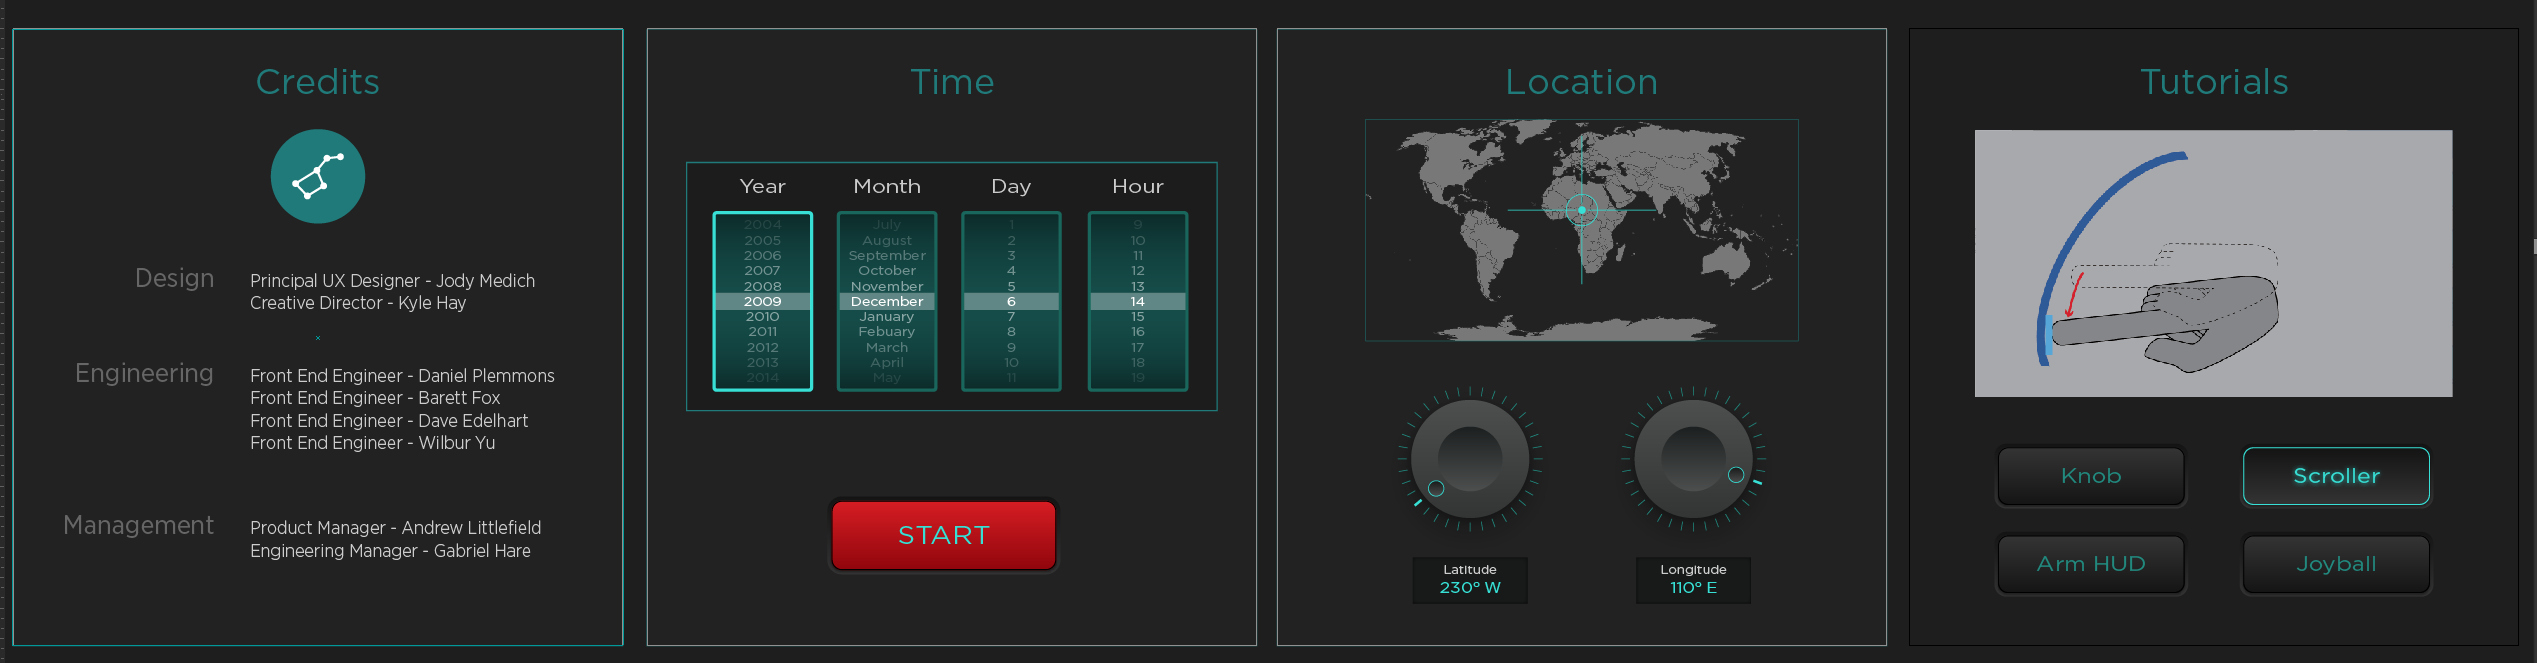 Credits
Design
Principal UX Designer - Jody Medich
Creative Director - Kyle Hay
Engineering
Front End Engineer - Daniel Plemmons
Front End Engineer - Barett Fox
Front End Engineer - Dave Edelhart
Front End Engineer - Wilbur Yu
Management
Product Manager - Andrew Littlefield
Engineering Manager - Gabriel Hare
Time
Year
2004
2005
2006
2007
2008
2009
2010
2011
2012
2013
2014
Month
July
August
September
October
November
December
January
Febuary
March
April
May
Day
1
2
3
4
5
6
7
8
9
10
11
Hour
9
10
11
12
13
14
15
16
17
18
19
START
Location
Latitude
230° W
Longitude
110° E
Tutorials
Knob
Scroller
Arm HUD
Joyball